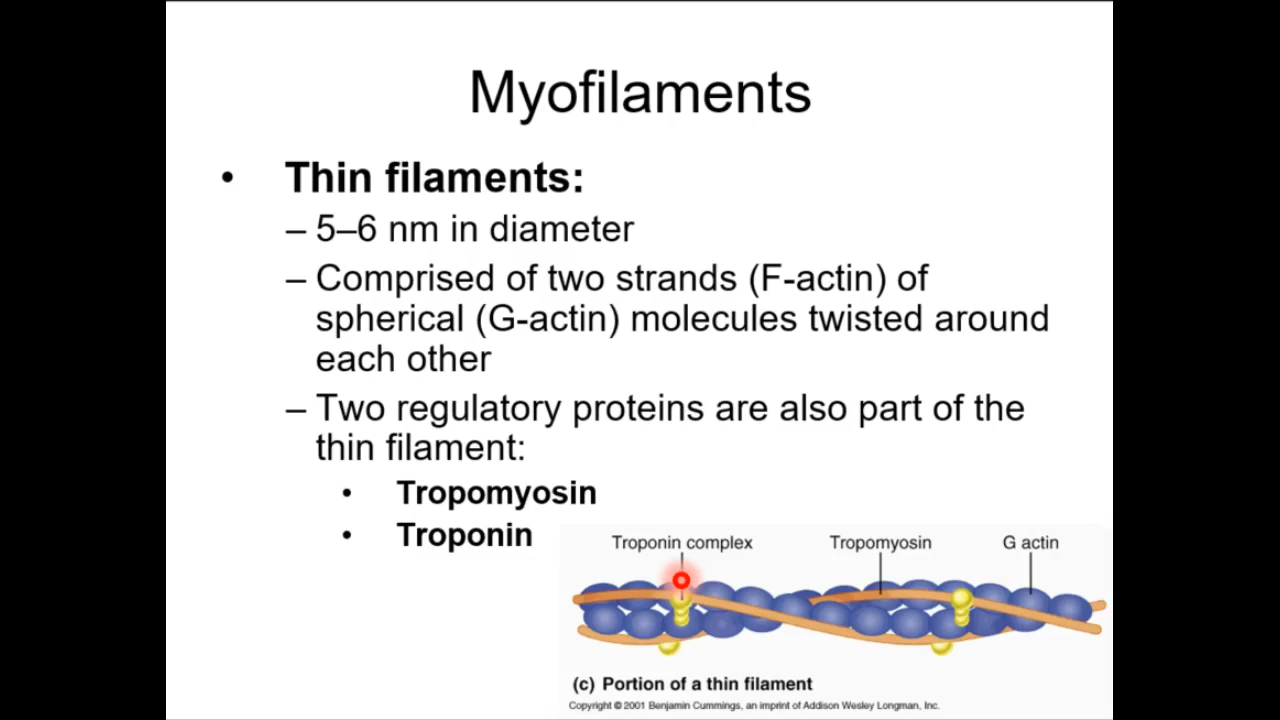 Myofilaments
• Thin filaments:
– 5–6 nm in diameter
– Comprised of two strands (F-actin) of
spherical (G-actin) molecules twisted around
each other
– Two regulatory proteins are also part of the
thin filament:
• Tropomyosin
• Troponin
Troponin complex Tropomyosin G actin
(c) Portion of a thin filament
Copyright © 2001 Benjamin Cummings, an imprint of Addison Wesley Longman, Inc.